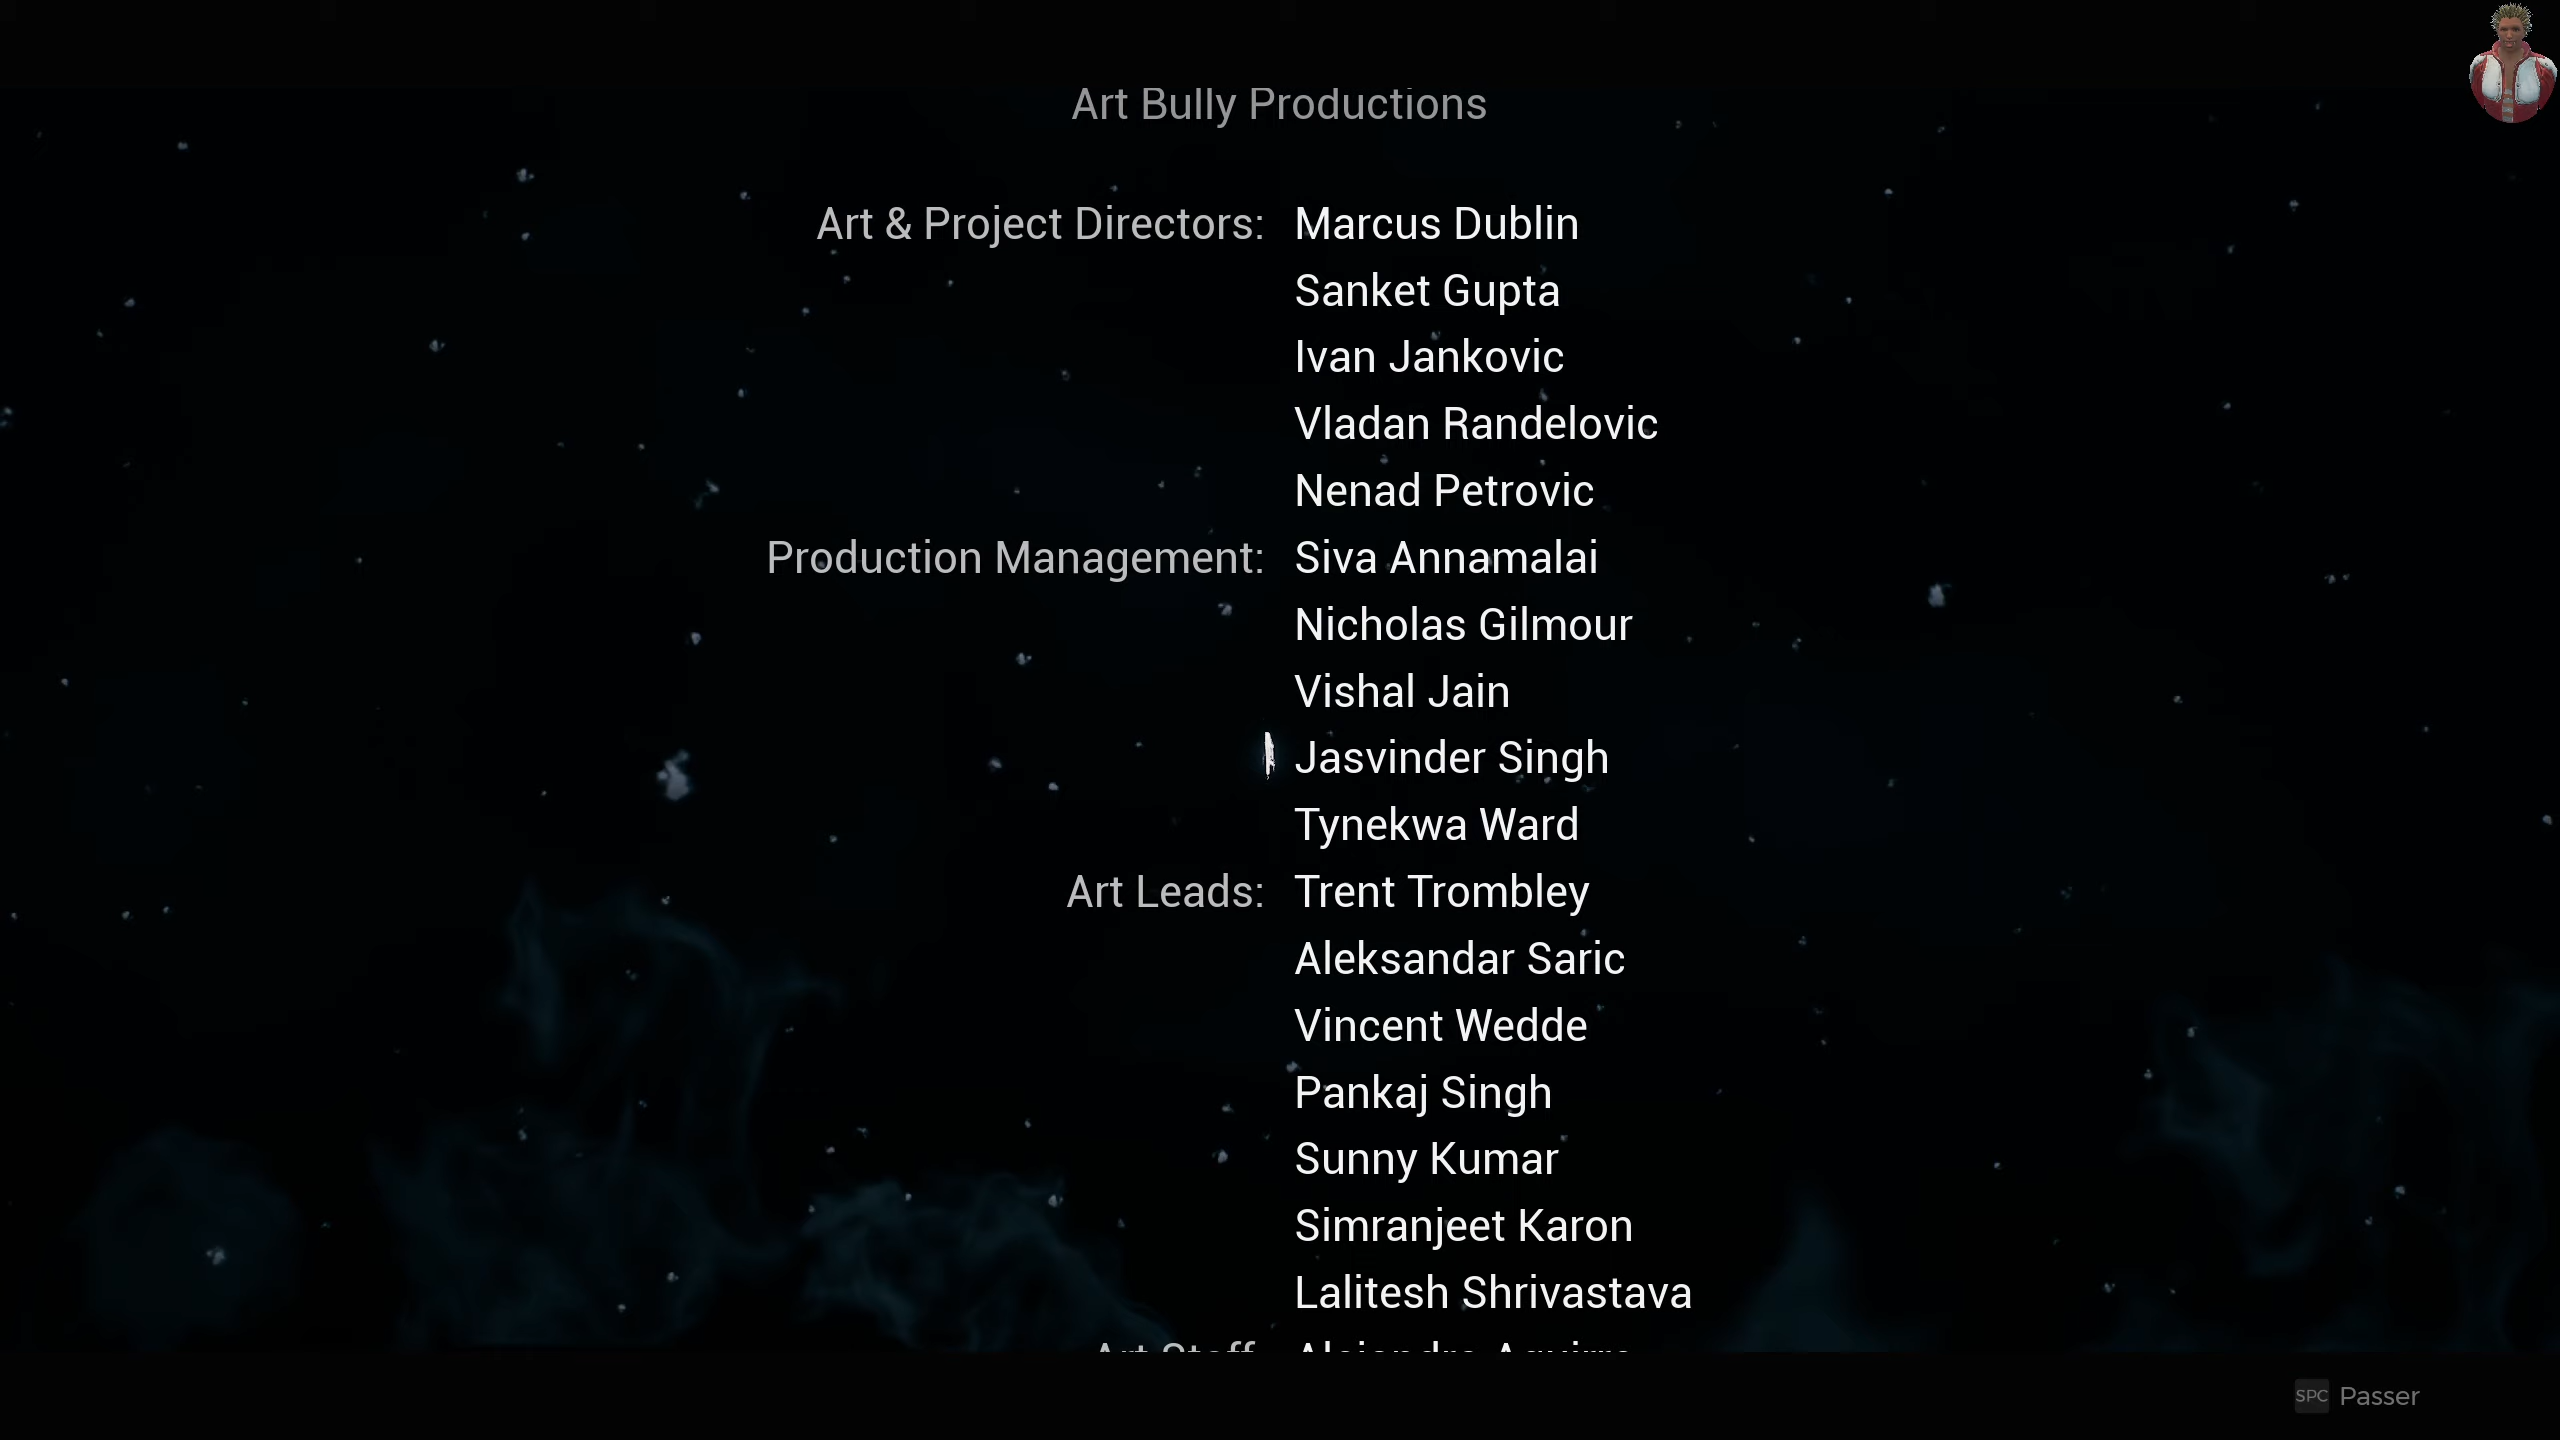 Art Bully Productions
Art & Project Directors: Marcus Dublin
Sanket Gupta
Ivan Jankovic
Vladan Randelovic
Nenad Petrovic
Production Management: Siva Annamalai
Nicholas Gilmour
Vishal Jain
Jasvinder Singh
Tynekwa Ward
Art Leads: Trent Trombley
Aleksandar Saric
Vincent Wedde
Pankaj Singh
Sunny Kumar
Simranjeet Karon
Lalitesh Shrivastava
Art Staff
SPC Passer